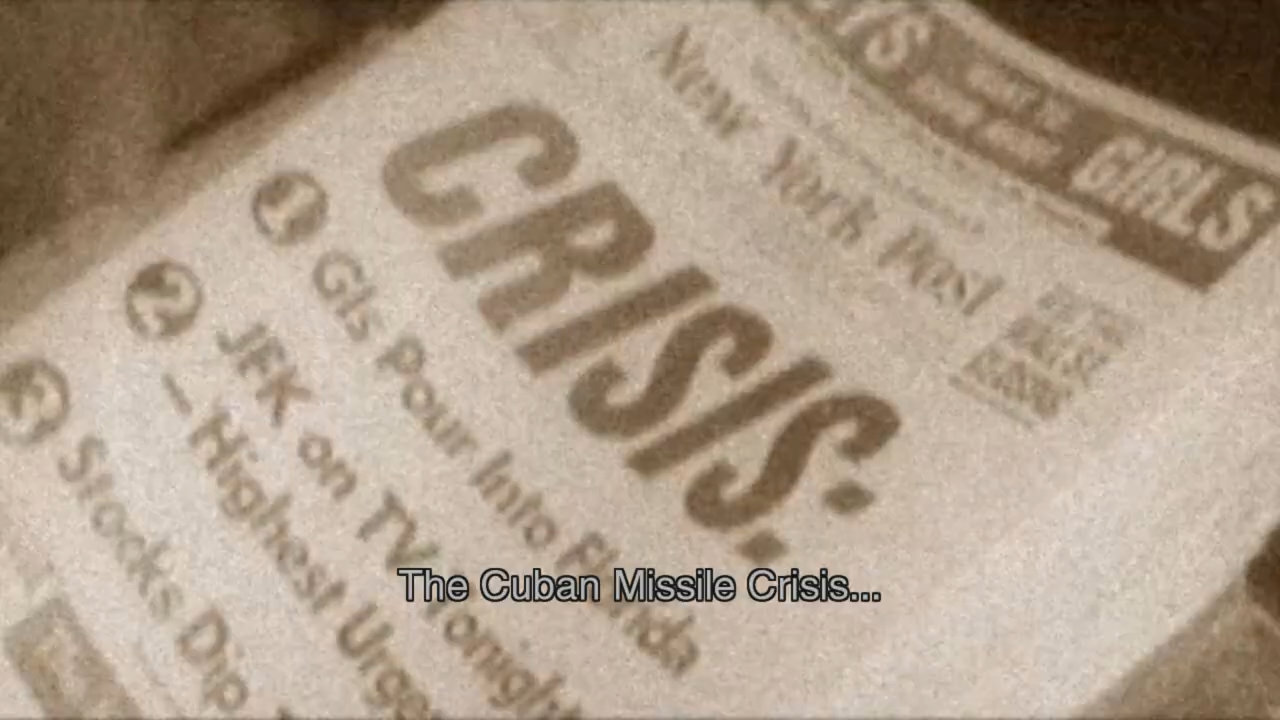 GIRLS
New York Post
CRISIS:
1 GIs Pour Into Florida
2 JFK on TV Tonight
— Highest Urge
3 Stocks Dip
The Cuban Missile Crisis...